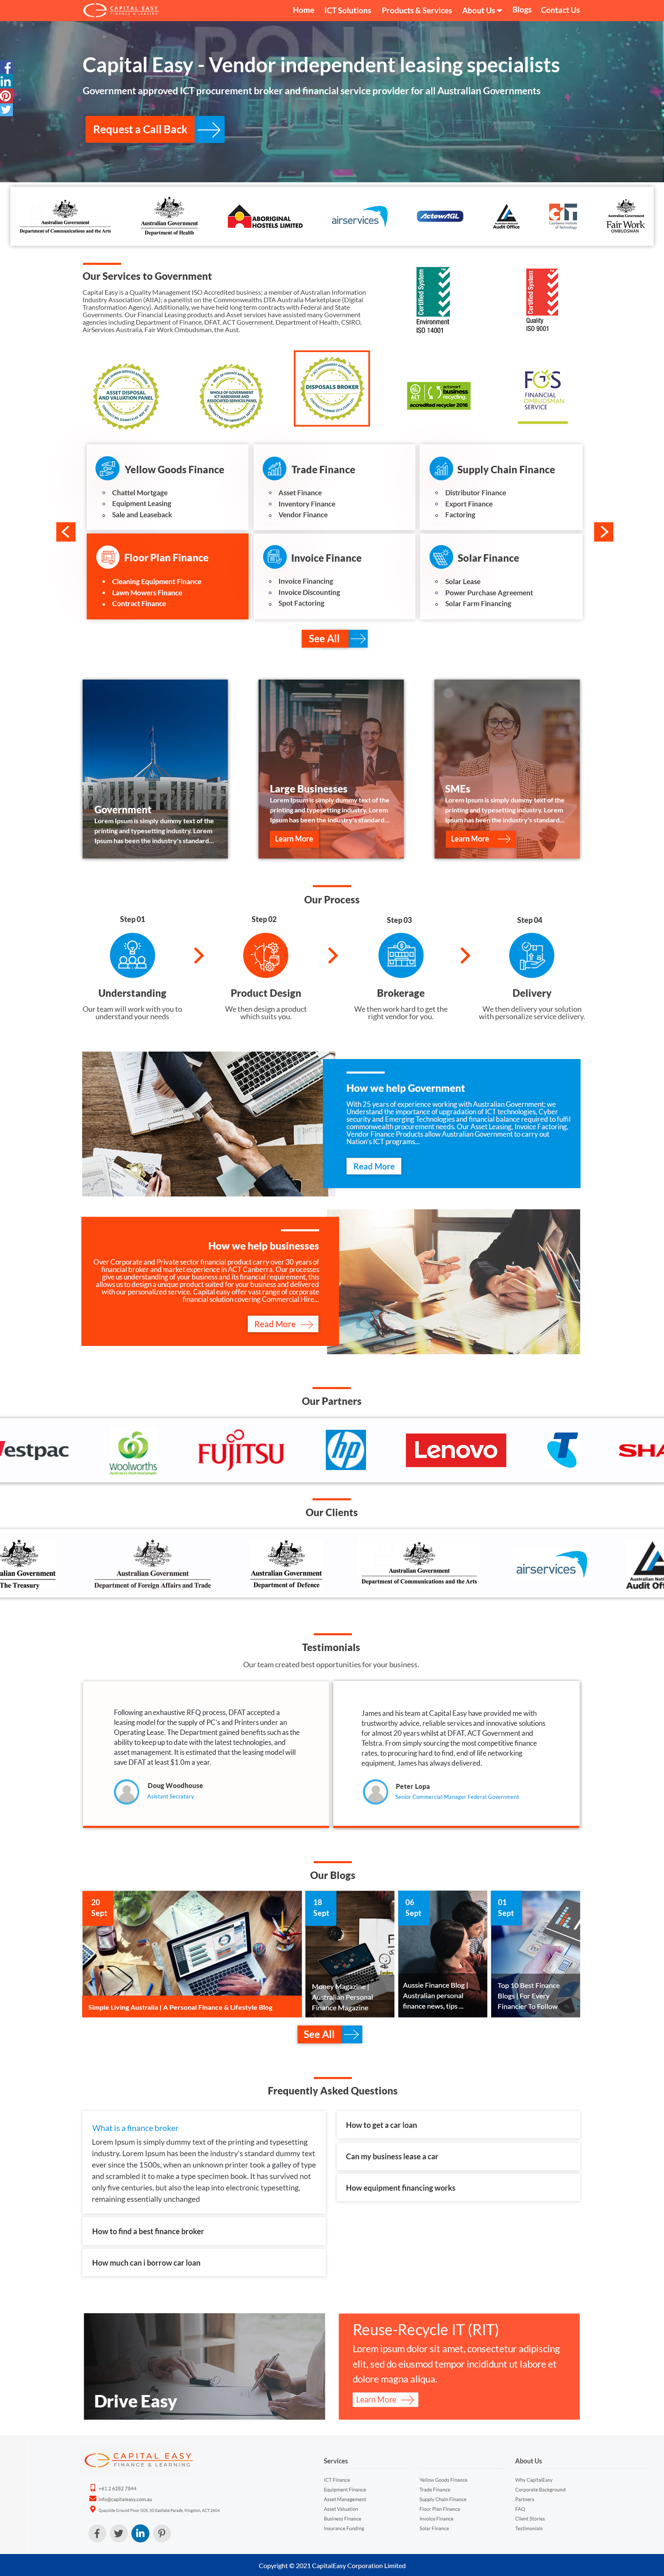 CAPITAL EASY
FINANCE & LEARNING
Home
ICT Solutions
Products & Services
About Us
Blogs
Contact Us
Capital Easy - Vendor independent leasing specialists
Government approved ICT procurement broker and financial service provider for all Australian Governments
Request a Call Back
Australian Government
Department of Communications and the Arts
Australian Government
Department of Health
ABORIGINAL
HOSTELS LIMITED
airservices
ActewAGL
Australian National
Audit Office
CIT
Canberra Institute
of Technology
Australian Government
Fair Work
OMBUDSMAN
Our Services to Government
Capital Easy is a Quality Management ISO Accredited business; a member of Australian Information
Industry Association (AIIA); a panelist on the Commonwealths DTA Australia Marketplace (Digital
Transformation Agency). Additionally, we have held long term contracts with Federal and State
Governments. Our Financial Leasing products and Asset services have assisted many Government
agencies including Department of Finance, DFAT, ACT Government, Department of Health, CSIRO,
AirServices Australia, Fair Work Ombudsman, the Aust.
Certified System
Environment
ISO 14001
Certified System
Quality
ISO 9001
ASSET DISPOSAL
AND VALUATION PANEL
WHOLE OF GOVERNMENT
ICT HARDWARE AND
ASSOCIATED SERVICES PANEL
DISPOSALS BROKER
ACT
actsmart
business
recycling
accredited recycler 2016
FOS
FINANCIAL
OMBUDSMAN
SERVICE
Yellow Goods Finance
Chattel Mortgage
Equipment Leasing
Sale and Leaseback
Trade Finance
Asset Finance
Inventory Finance
Vendor Finance
Supply Chain Finance
Distributor Finance
Export Finance
Factoring
Floor Plan Finance
Cleaning Equipment Finance
Lawn Mowers Finance
Contract Finance
Invoice Finance
Invoice Financing
Invoice Discounting
Spot Factoring
Solar Finance
Solar Lease
Power Purchase Agreement
Solar Farm Financing
See All
Government
Lorem Ipsum is simply dummy text of the
printing and typesetting industry. Lorem
Ipsum has been the industry's standard...
Large Businesses
Lorem Ipsum is simply dummy text of the
printing and typesetting industry. Lorem
Ipsum has been the industry's standard...
Learn More
SMEs
Lorem Ipsum is simply dummy text of the
printing and typesetting industry. Lorem
Ipsum has been the industry's standard...
Learn More
Our Process
Step 01
Step 02
Step 03
Step 04
Understanding
Our team will work with you to
understand your needs
Product Design
We then design a product
which suits you.
Brokerage
We then work hard to get the
right vendor for you.
Delivery
We then delivery your solution
with personalize service delivery.
How we help Government
With 25 years of experience working with Australian Government; we
Understand the importance of upgradation of ICT technologies, Cyber
security and Emerging Technologies and financial balance required to fulfil
commonwealth procurement needs. Our Asset Leasing, Invoice Factoring,
Vendor Finance Products allow Australian Government to carry out
Nation's ICT programs...
Read More
How we help businesses
Over Corporate and Private sector financial product carry over 30 years of
financial broker and market experience in ACT Canberra. Our processes
give us understanding of your business and its financial requirement, this
allows us to design a unique product suited for your business and delivered
with our personalized service. Capital easy offer vast range of corporate
financial solution covering Commercial Hire...
Read More
Our Partners
Westpac
Woolworths
FUJITSU
hp
Lenovo
SHA
Our Clients
alian Government
The Treasury
Australian Government
Department of Foreign Affairs and Trade
Australian Government
Department of Defence
Australian Government
Department of Communications and the Arts
airservices
Australian Nati
Audit Off
Testimonials
Our team created best opportunities for your business.
Following an exhaustive RFQ process, DFAT accepted a
leasing model for the supply of PC's and Printers under an
Operating Lease. The Department gained benefits such as the
ability to keep up to date with the latest technologies, and
asset management. It is estimated that the leasing model will
save DFAT at least $1.0m a year.
Doug Woodhouse
Asistant Secratary
James and his team at Capital Easy have provided me with
trustworthy advice, reliable services and innovative solutions
for almost 20 years whilst at DFAT, ACT Government and
Telstra. From simply sourcing the most competitive finance
rates, to procuring hard to find, end of life networking
equipment, James has always delivered.
Peter Lopa
Senior Commercial Manager Federal Government
Our Blogs
20
Sept
Simple Living Australia | A Personal Finance & Lifestyle Blog
18
Sept
Money Magazine |
Australian Personal
Finance Magazine
06
Sept
Aussie Finance Blog |
Australian personal
finance news, tips ...
01
Sept
Top 10 Best Finance
Blogs | For Every
Financier To Follow
See All
Frequently Asked Questions
What is a finance broker
Lorem Ipsum is simply dummy text of the printing and typesetting
industry. Lorem Ipsum has been the industry's standard dummy text
ever since the 1500s, when an unknown printer took a galley of type
and scrambled it to make a type specimen book. It has survived not
only five centuries, but also the leap into electronic typesetting,
remaining essentially unchanged
How to find a best finance broker
How much can i borrow car loan
How to get a car loan
Can my business lease a car
How equipment financing works
Drive Easy
Reuse-Recycle IT (RIT)
Lorem ipsum dolor sit amet, consectetur adipiscing
elit, sed do eiusmod tempor incididunt ut labore et
dolore magna aliqua.
Learn More
CAPITAL EASY
FINANCE & LEARNING
+61 2 6282 7844
info@capitaleasy.com.au
Services
ICT Finance
Equipment Finance
Asset Management
Asset Valuation
Business Finance
Insurance Funding
Yellow Goods Finance
Trade Finance
Supply Chain Finance
Floor Plan Finance
Invoice Finance
Solar Finance
About Us
Why CapitalEasy
Corporate Background
Partners
FAQ
Client Stories
Testimonials
Copyright © 2021 CapitalEasy Corporation Limited